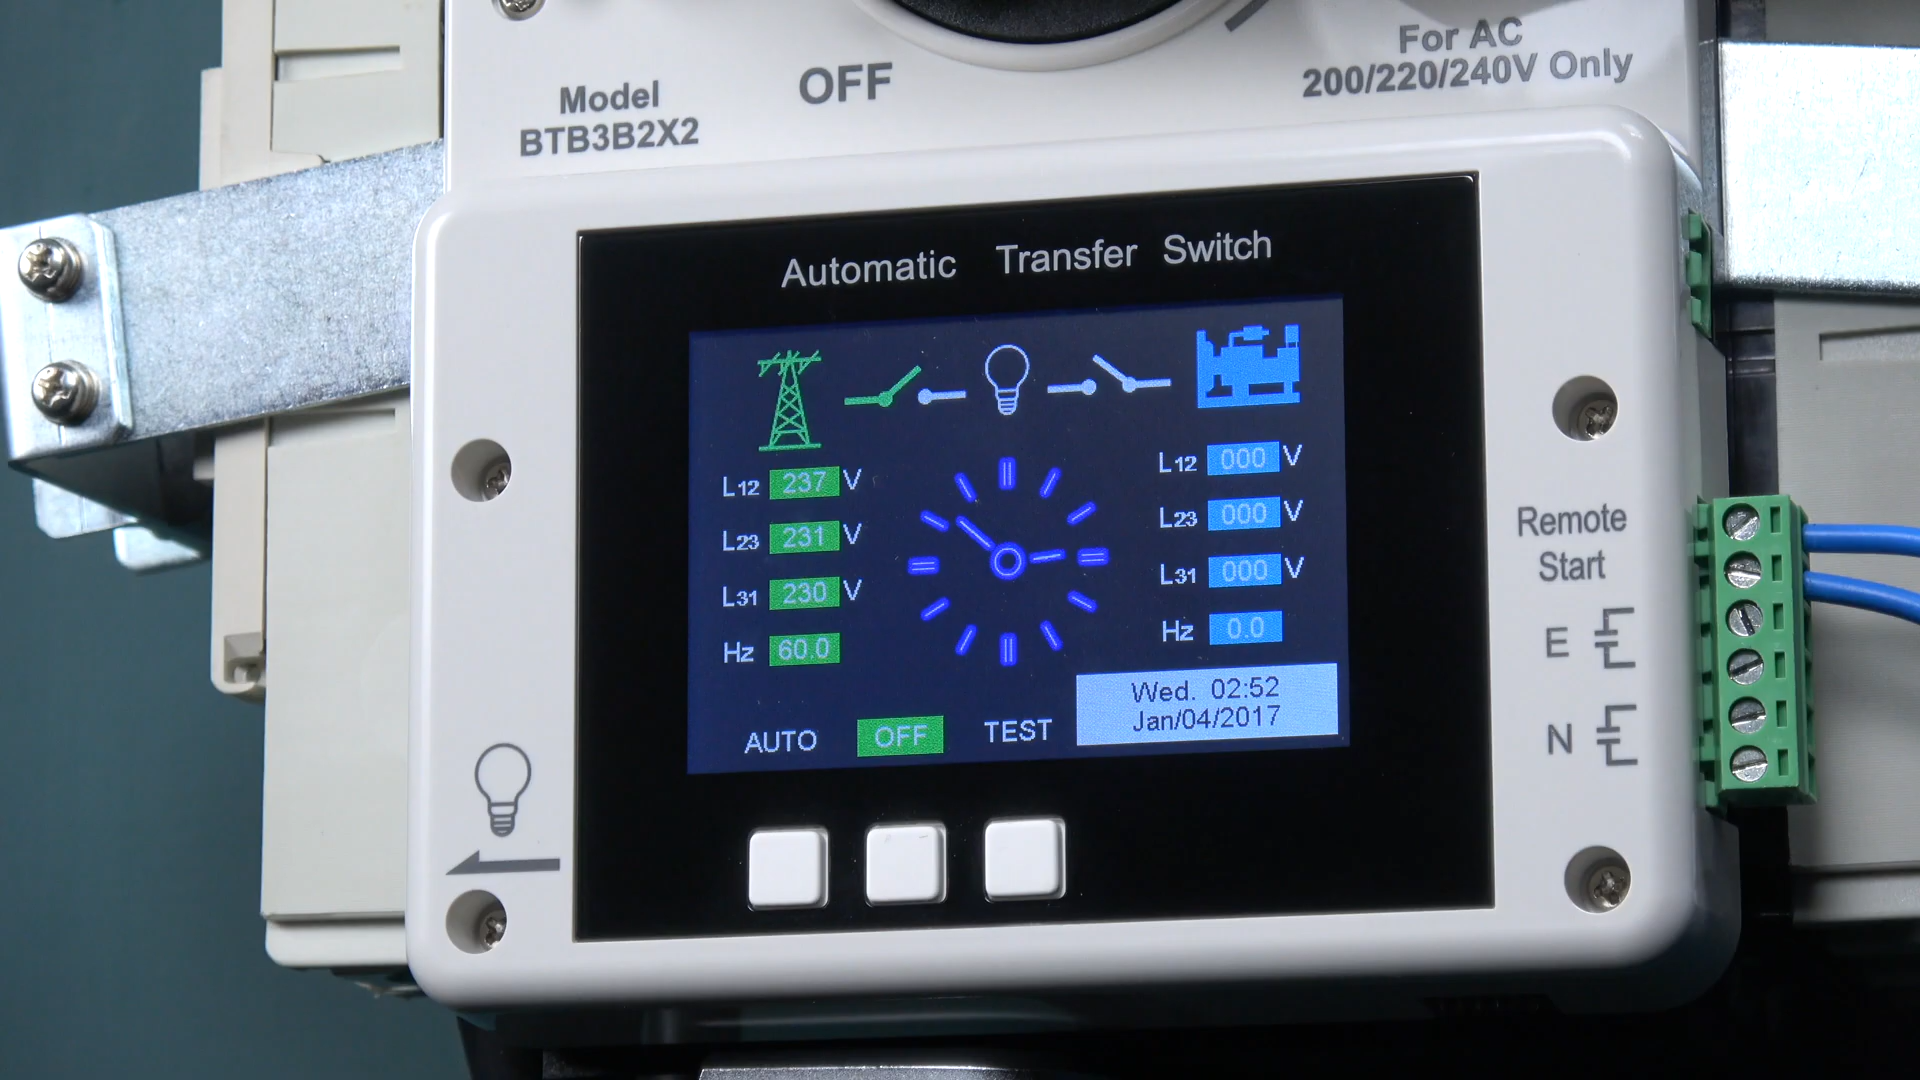 Model
BTB3B2X2
OFF
For AC
200/220/240V Only
Automatic Transfer Switch
L12 237 V
L23 231 V
L31 230 V
Hz 60.0
L12 000 V
L23 000 V
L31 000 V
Hz 0.0
Wed. 02:52
Jan/04/2017
AUTO OFF TEST
Remote
Start
E
N